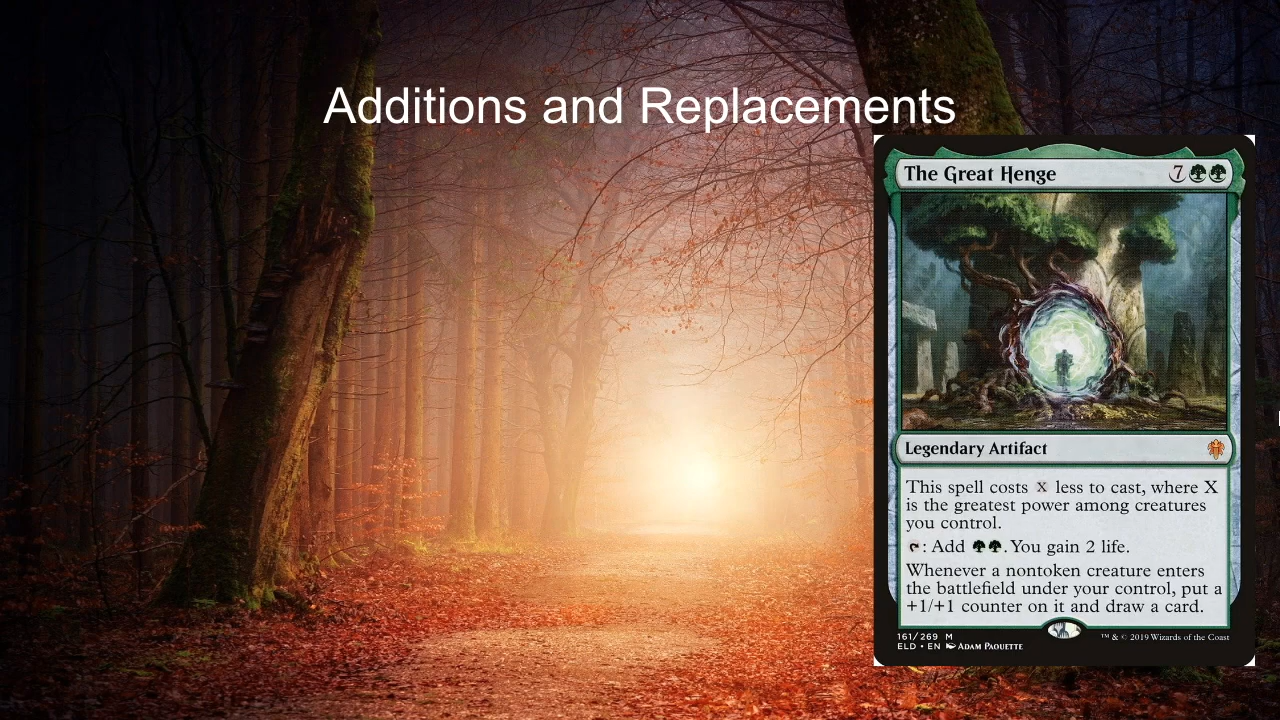 Additions and Replacements
The Great Henge 7
Legendary Artifact
This spell costs X less to cast, where X
is the greatest power among creatures
you control.
: Add . You gain 2 life.
Whenever a nontoken creature enters
the battlefield under your control, put a
+1/+1 counter on it and draw a card.
161/269 M
ELD • EN ADAM PAQUETTE
™ & © 2019 Wizards of the Coast